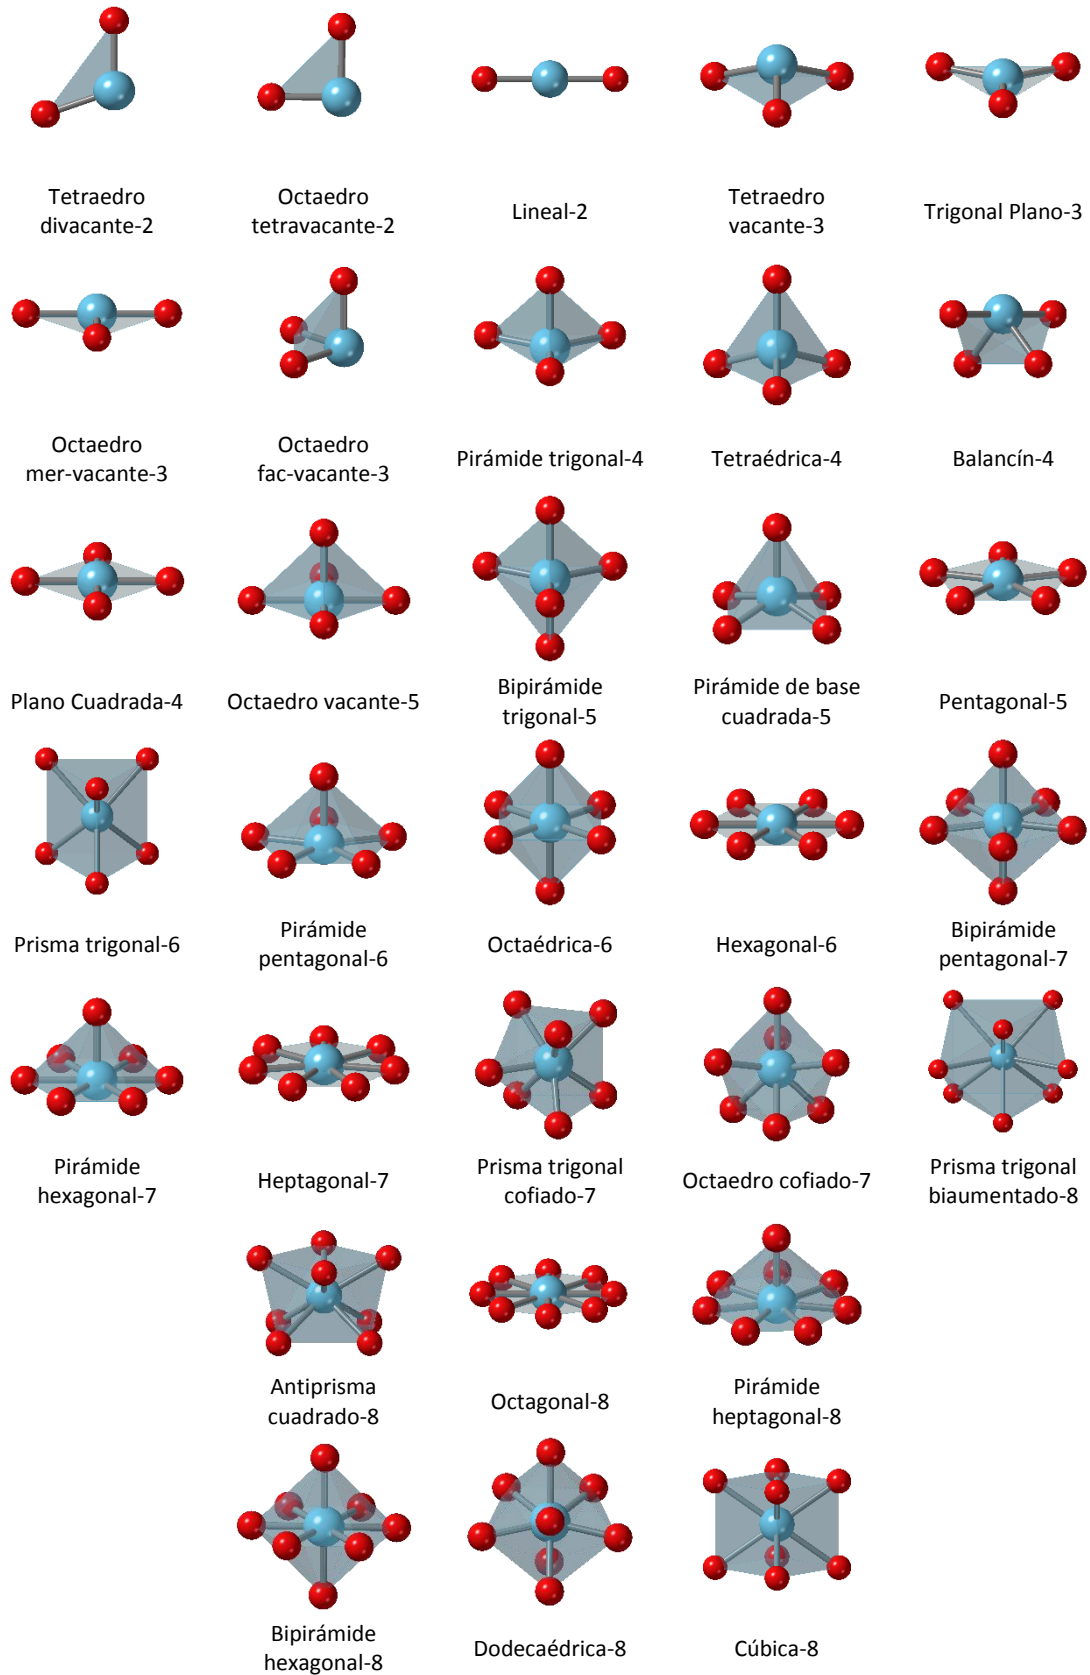 Tetraedro
divacante-2
Octaedro
tetravacante-2
Lineal-2
Tetraedro
vacante-3
Trigonal Plano-3
Octaedro
mer-vacante-3
Octaedro
fac-vacante-3
Pirámide trigonal-4
Tetraédrica-4
Balancín-4
Plano Cuadrada-4
Octaedro vacante-5
Bipirámide
trigonal-5
Pirámide de base
cuadrada-5
Pentagonal-5
Prisma trigonal-6
Pirámide
pentagonal-6
Octaédrica-6
Hexagonal-6
Bipirámide
pentagonal-7
Pirámide
hexagonal-7
Heptagonal-7
Prisma trigonal
cofiado-7
Octaedro cofiado-7
Prisma trigonal
biaumentado-8
Antiprisma
cuadrado-8
Octagonal-8
Pirámide
heptagonal-8
Bipirámide
hexagonal-8
Dodecaédrica-8
Cúbica-8